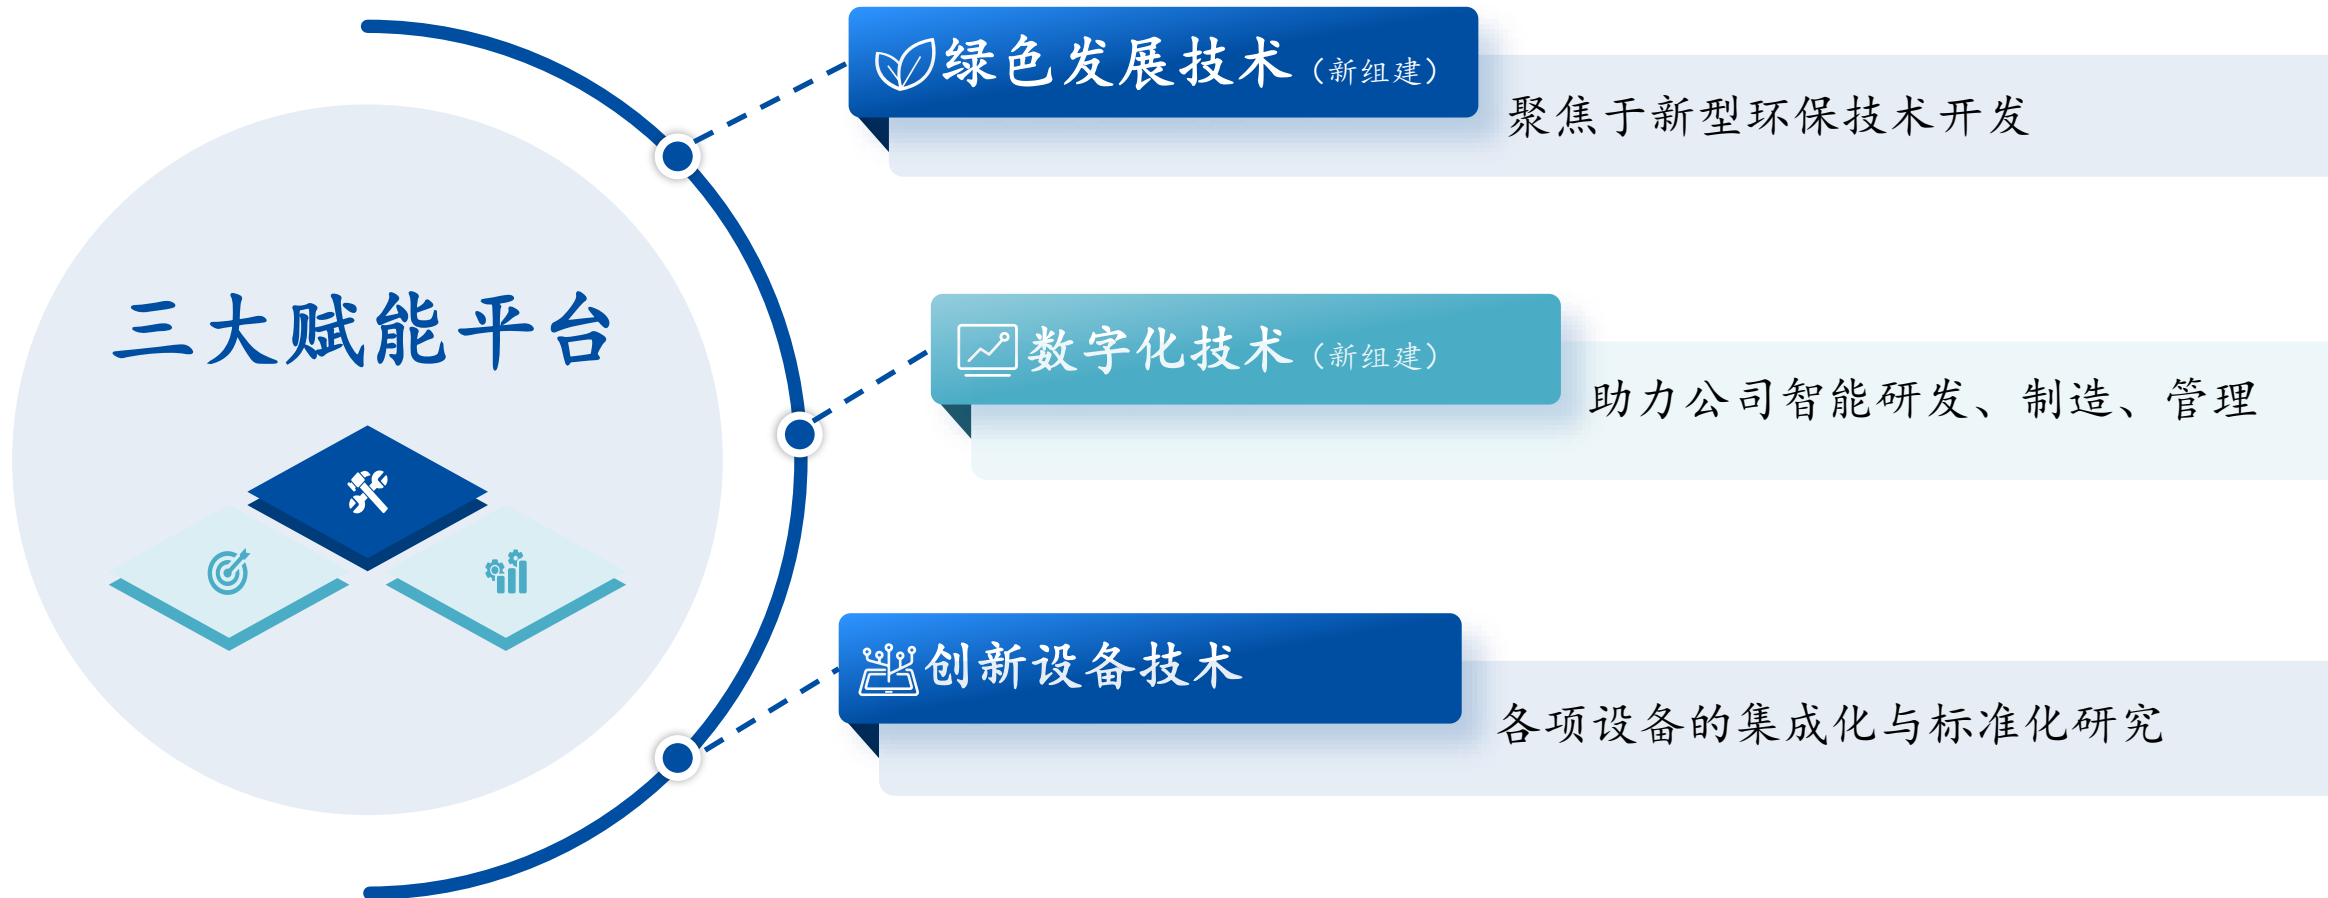 三大赋能平台
绿色发展技术（新组建）
聚焦于新型环保技术开发
数字化技术（新组建）
助力公司智能研发、制造、管理
创新设备技术
各项设备的集成化与标准化研究